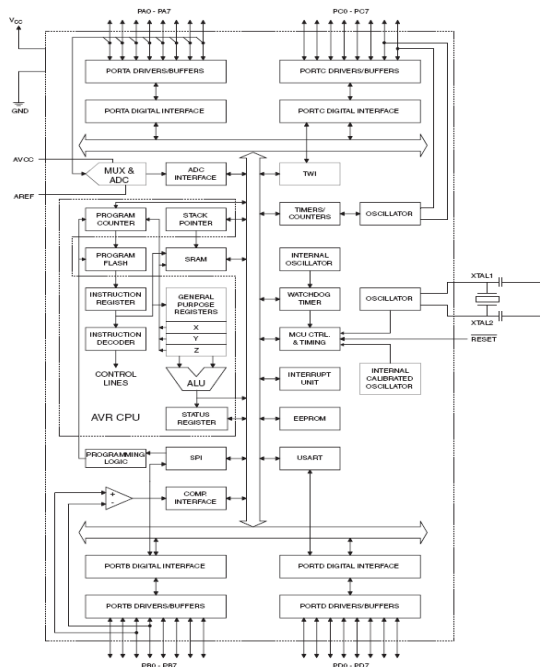 PA0 - PA7
PC0 - PC7
VCC
GND
PORTA DRIVERS/BUFFERS
PORTC DRIVERS/BUFFERS
PORTA DIGITAL INTERFACE
PORTC DIGITAL INTERFACE
AVCC
AREF
MUX &
ADC
ADC
INTERFACE
TWI
PROGRAM
COUNTER
STACK
POINTER
TIMERS/
COUNTERS
OSCILLATOR
PROGRAM
FLASH
SRAM
INTERNAL
OSCILLATOR
INSTRUCTION
REGISTER
GENERAL
PURPOSE
REGISTERS
X
Y
Z
WATCHDOG
TIMER
OSCILLATOR
XTAL1
XTAL2
INSTRUCTION
DECODER
MCU CTRL.
& TIMING
RESET
CONTROL
LINES
ALU
INTERRUPT
UNIT
INTERNAL
CALIBRATED
OSCILLATOR
AVR CPU
STATUS
REGISTER
EEPROM
PROGRAMMING
LOGIC
SPI
USART
+
-
COMP.
INTERFACE
PORTB DIGITAL INTERFACE
PORTD DIGITAL INTERFACE
PORTB DRIVERS/BUFFERS
PORTD DRIVERS/BUFFERS
PB0 - PB7
PD0 - PD7